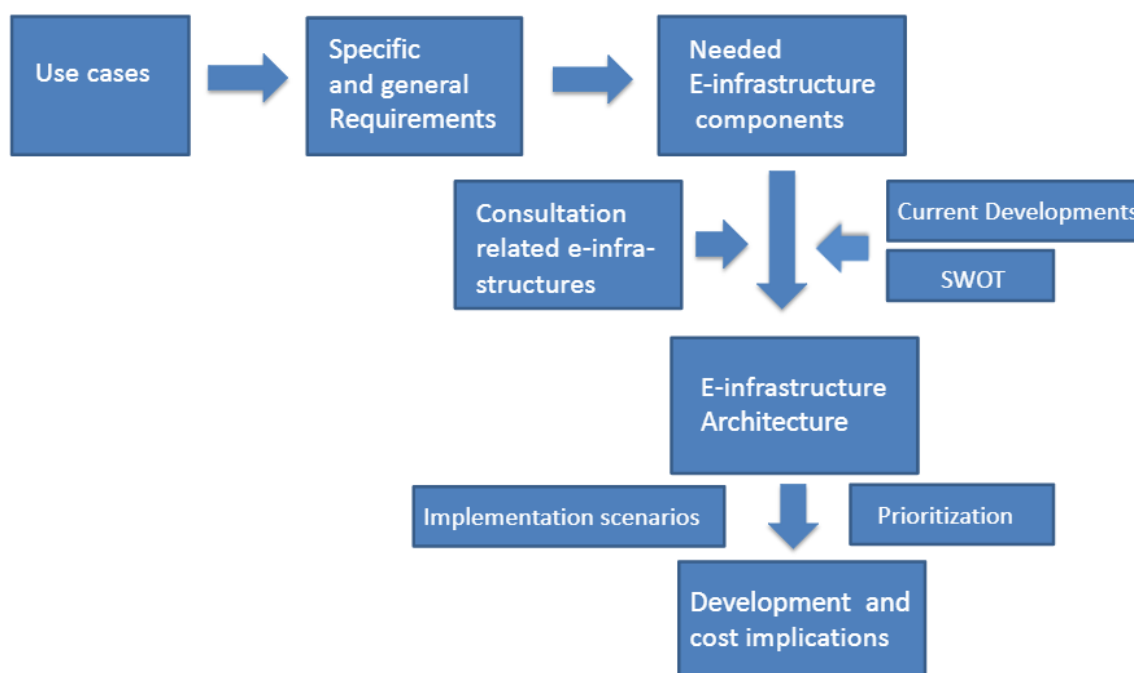 Use cases
Specific
and general
Requirements
Needed
E-infrastructure
components
Consultation
related e-infra-
structures
Current Developments
SWOT
E-infrastructure
Architecture
Implementation scenarios
Prioritization
Development and
cost implications